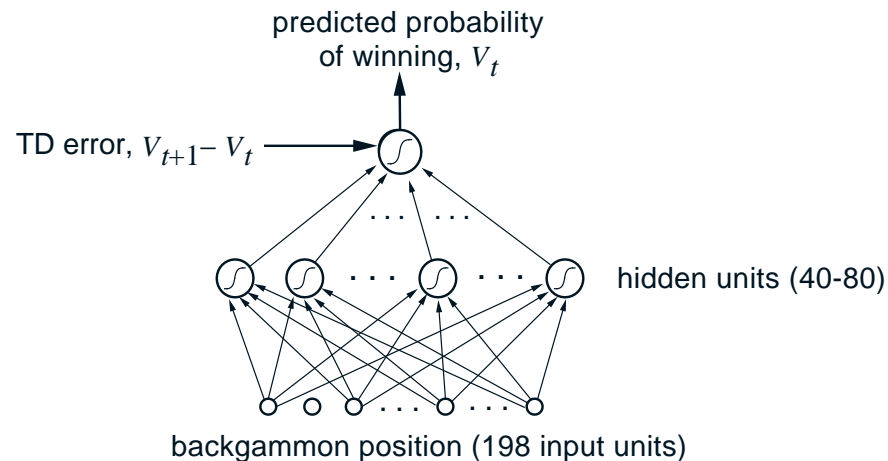 predicted probability
of winning, Vt
TD error, Vt+1 − Vt
. . . . . .
. . . . . .
hidden units (40-80)
. . . . . .
backgammon position (198 input units)